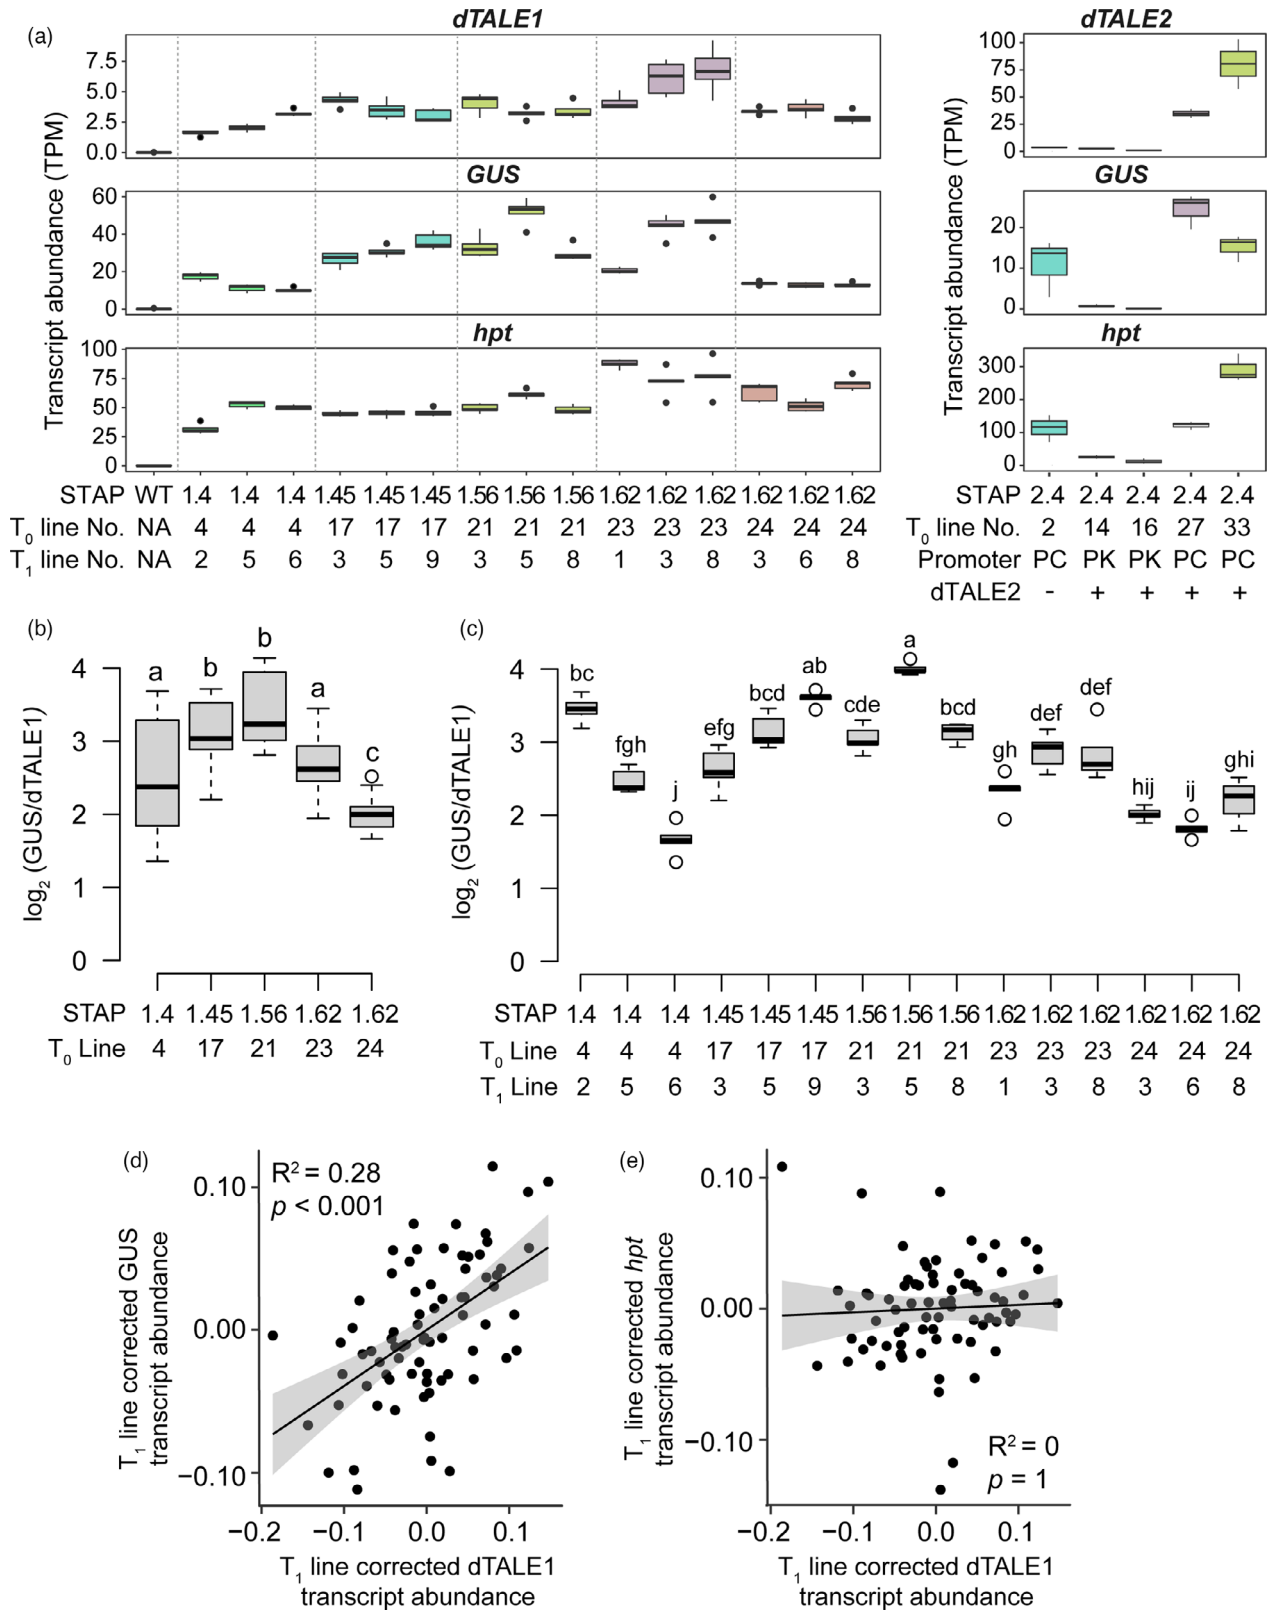 (a)
dTALE1
dTALE2
Transcript abundance (TPM)
7.5
5.0
2.5
0.0
GUS
60
40
20
0
hpt
100
75
50
25
0
STAP WT 1.4 1.4 1.4 1.45 1.45 1.45 1.56 1.56 1.56 1.62 1.62 1.62 1.62 1.62 1.62
T0 line No. NA 4 4 4 17 17 17 21 21 21 23 23 23 24 24 24
T1 line No. NA 2 5 6 3 5 9 3 5 8 1 3 8 3 6 8
Transcript abundance (TPM)
100
75
50
25
0
GUS
20
10
0
hpt
300
200
100
0
STAP 2.4 2.4 2.4 2.4 2.4
T0 line No. 2 14 16 27 33
Promoter PC PK PK PC PC
dTALE2 - + + + +
(b)
log2 (GUS/dTALE1)
4
3
2
1
0
a b b a c
STAP 1.4 1.45 1.56 1.62 1.62
T0 Line 4 17 21 23 24
(c)
log2 (GUS/dTALE1)
4
3
2
1
0
bc fgh j efg bcd ab cde a bcd gh def def hij ij ghi
STAP 1.4 1.4 1.4 1.45 1.45 1.45 1.56 1.56 1.56 1.62 1.62 1.62 1.62 1.62 1.62
T0 Line 4 4 4 17 17 17 21 21 21 23 23 23 24 24 24
T1 Line 2 5 6 3 5 9 3 5 8 1 3 8 3 6 8
(d)
R2 = 0.28
p < 0.001
T1 line corrected GUS
transcript abundance
0.10
0.00
−0.10
−0.2 −0.1 0.0 0.1
T1 line corrected dTALE1
transcript abundance
(e)
T1 line corrected hpt
transcript abundance
0.10
0.00
−0.10
R2 = 0
p = 1
−0.2 −0.1 0.0 0.1
T1 line corrected dTALE1
transcript abundance